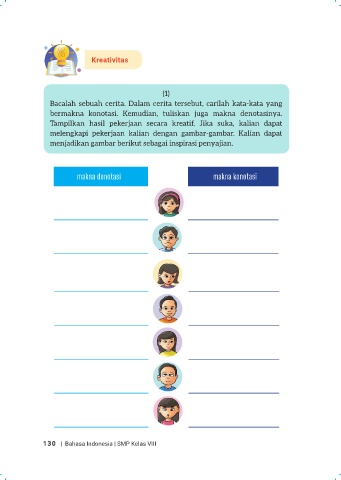 Kreativitas
(1)
Bacalah sebuah cerita. Dalam cerita tersebut, carilah kata-kata yang
bermakna konotasi. Kemudian, tuliskan juga makna denotasinya.
Tampilkan hasil pekerjaan secara kreatif. Jika suka, kalian dapat
melengkapi pekerjaan kalian dengan gambar-gambar. Kalian dapat
menjadikan gambar berikut sebagai inspirasi penyajian.
makna denotasi makna konotasi
130 | Bahasa Indonesia | SMP Kelas VIII